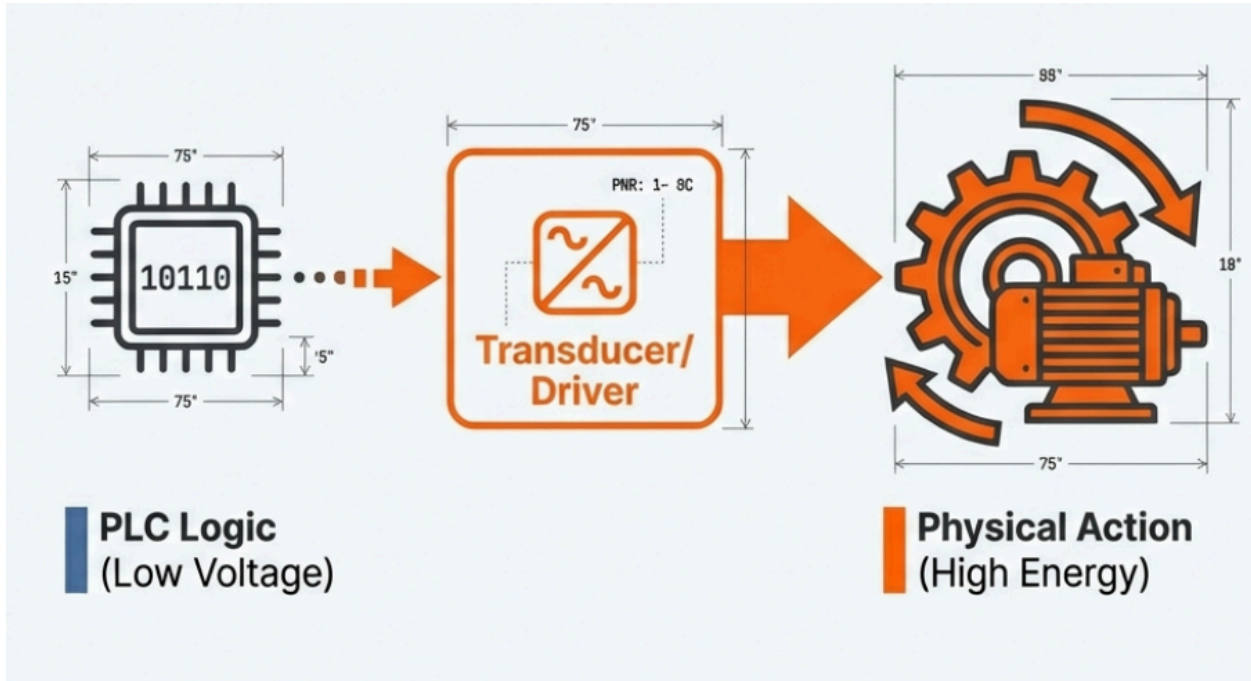 75"
15"
10110
'5"
75"
75"
PNR: 1- 8C
Transducer/
Driver
18"
75"
PLC Logic
(Low Voltage)
Physical Action
(High Energy)